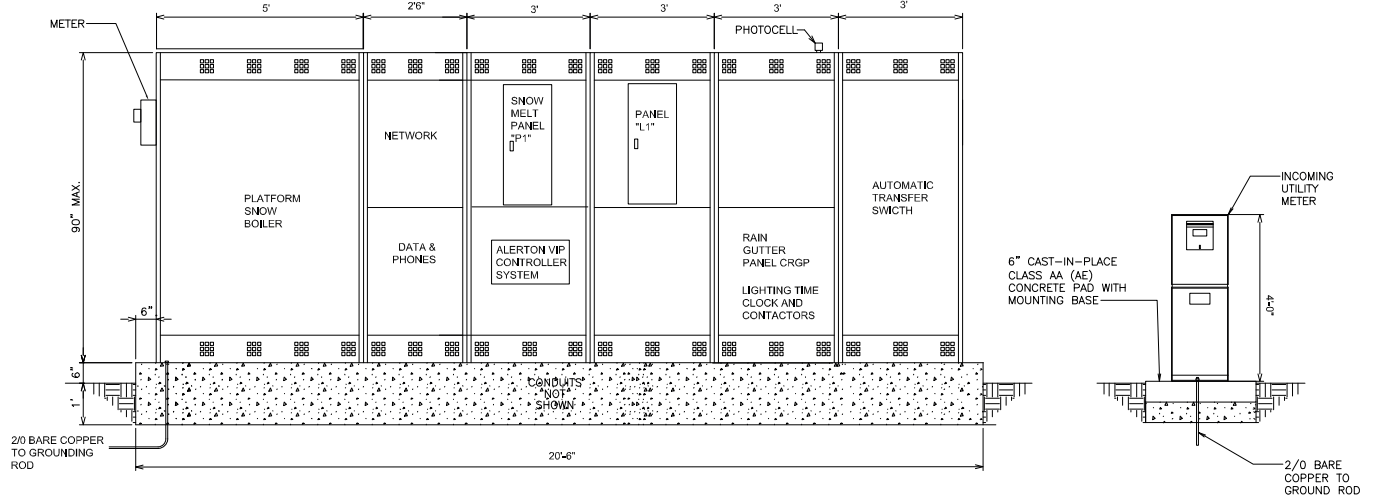 5'
2'6"
3'
3'
3'
3'
METER
PHOTOCELL
90" MAX.
PLATFORM
SNOW
BOILER
NETWORK
DATA &
PHONES
SNOW
MELT
PANEL
"P1"
ALERTON VIP
CONTROLLER
SYSTEM
PANEL
"L1"
RAIN
GUTTER
PANEL CRGP
LIGHTING TIME
CLOCK AND
CONTACTORS
AUTOMATIC
TRANSFER
SWICTH
6"
6"
1'
CONDUITS
NOT
SHOWN
2/0 BARE COPPER
TO GROUNDING
ROD
20'-6"
INCOMING
UTILITY
METER
6" CAST-IN-PLACE
CLASS AA (AE)
CONCRETE PAD WITH
MOUNTING BASE
4'-0"
2/0 BARE
COPPER TO
GROUND ROD